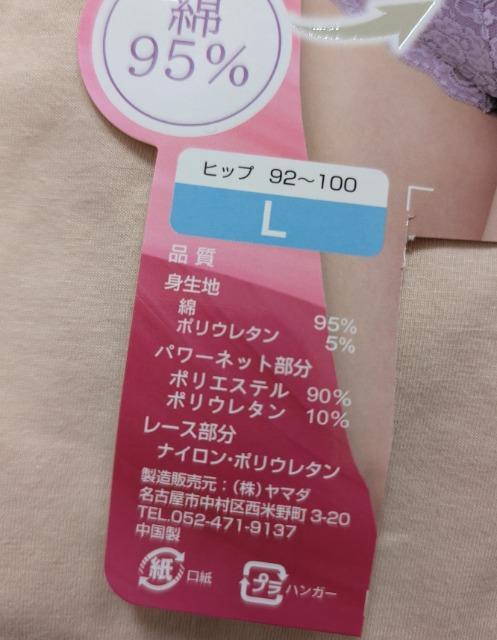 綿
95%
ヒップ 92～100
L
品質
身生地
綿 95%
ポリウレタン 5%
パワーネット部分
ポリエステル 90%
ポリウレタン 10%
レース部分
ナイロン・ポリウレタン
製造販売元：(株)ヤマダ
名古屋市中村区西米野町3-20
TEL.052-471-9137
中国製
紙 口紙
プラ ハンガー